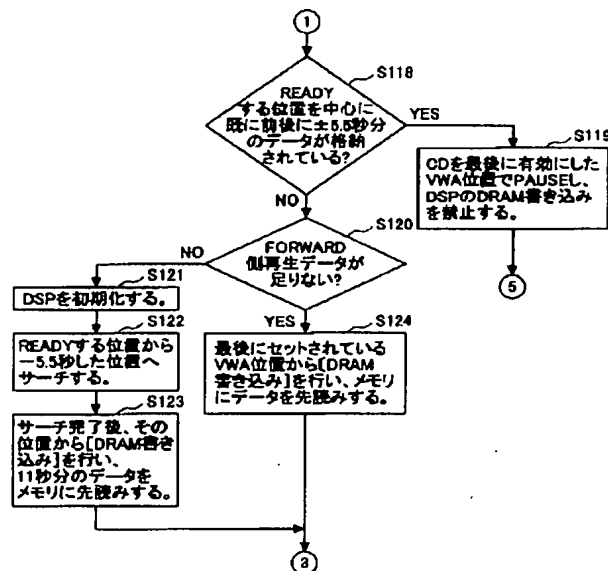 1
S118
READY
する位置を中心に
既に前後に±5.5秒分
のデータが格納
されている?
YES
S119
CDを最後に有効にした
VWA位置でPAUSEし、
DSPのDRAM書き込み
を禁止する。
5
NO
S120
FORWARD
側再生データが
足りない?
NO
S121
DSPを初期化する。
S122
READYする位置から
－5.5秒した位置へ
サーチする。
S123
サーチ完了後、その
位置から[DRAM書き
込み]を行い、
11秒分のデータを
メモリに先読みする。
YES
S124
最後にセットされている
VWA位置から[DRAM
書き込み]を行い、メモリ
にデータを先読みする。
3